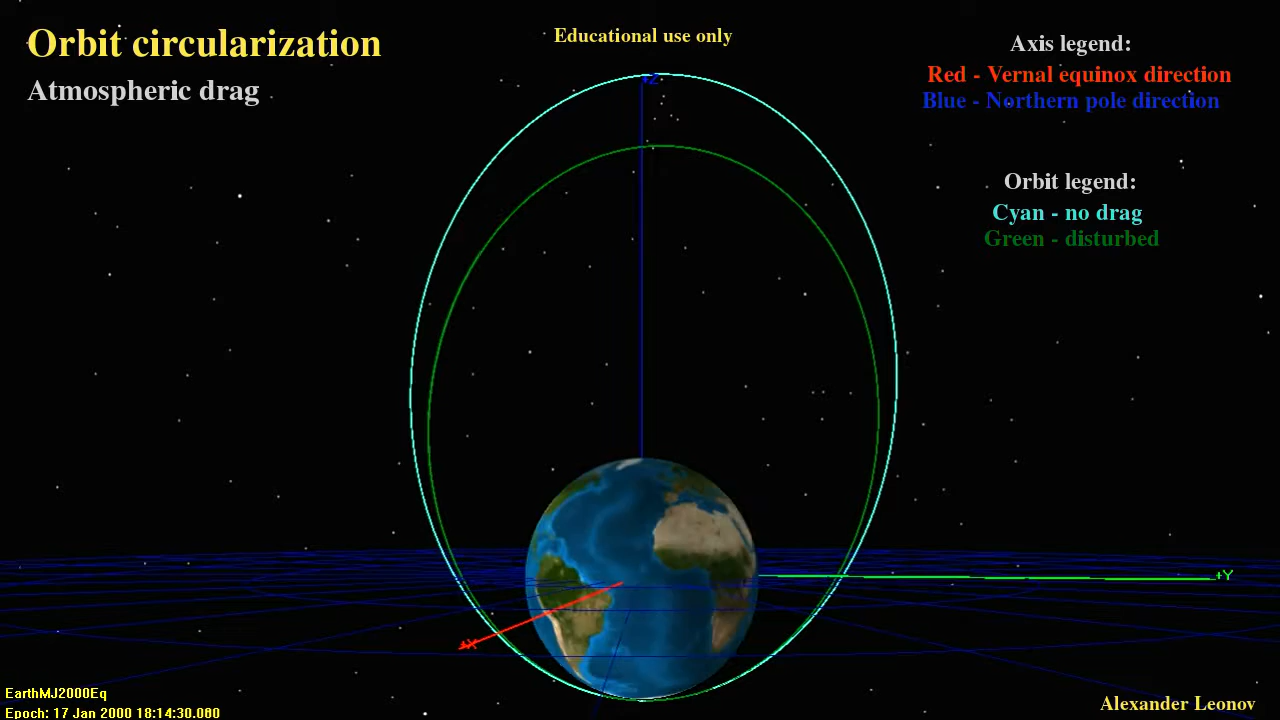 Orbit circularization
Atmospheric drag
Educational use only
Axis legend:
Red - Vernal equinox direction
Blue - Northern pole direction
Orbit legend:
Cyan - no drag
Green - disturbed
+Z
+Y
+X
EarthMJ2000Eq
Epoch: 17 Jan 2000 18:14:30.000
Alexander Leonov